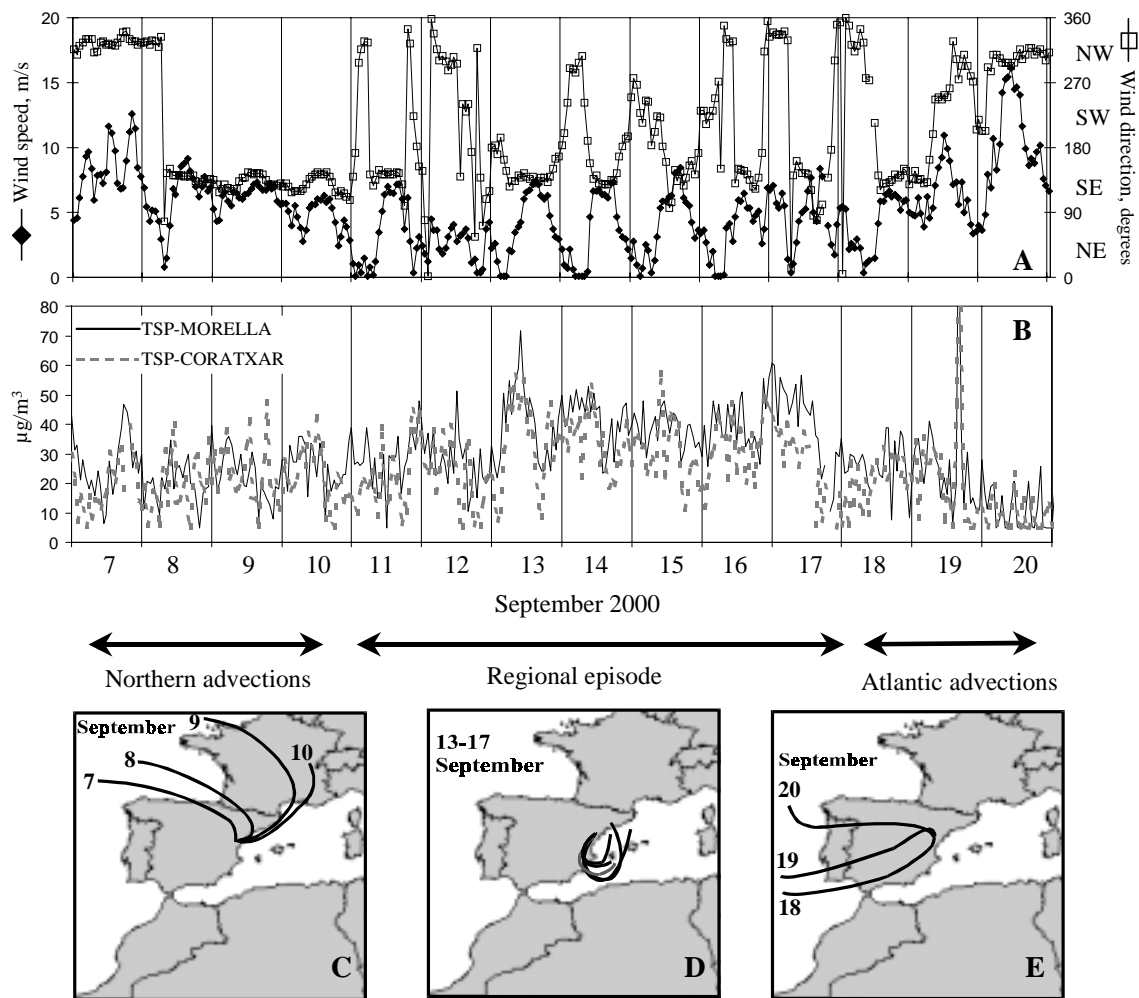 Wind speed, m/s
20
15
10
5
0
360
270
180
90
0
NW
SW
SE
NE
Wind direction, degrees
A
µg/m³
80
70
60
50
40
30
20
10
0
TSP-MORELLA
TSP-CORATXAR
B
7 8 9 10 11 12 13 14 15 16 17 18 19 20
September 2000
Northern advections
Regional episode
Atlantic advections
September
9
10
8
7
C
13-17
September
D
September
20
19
18
E